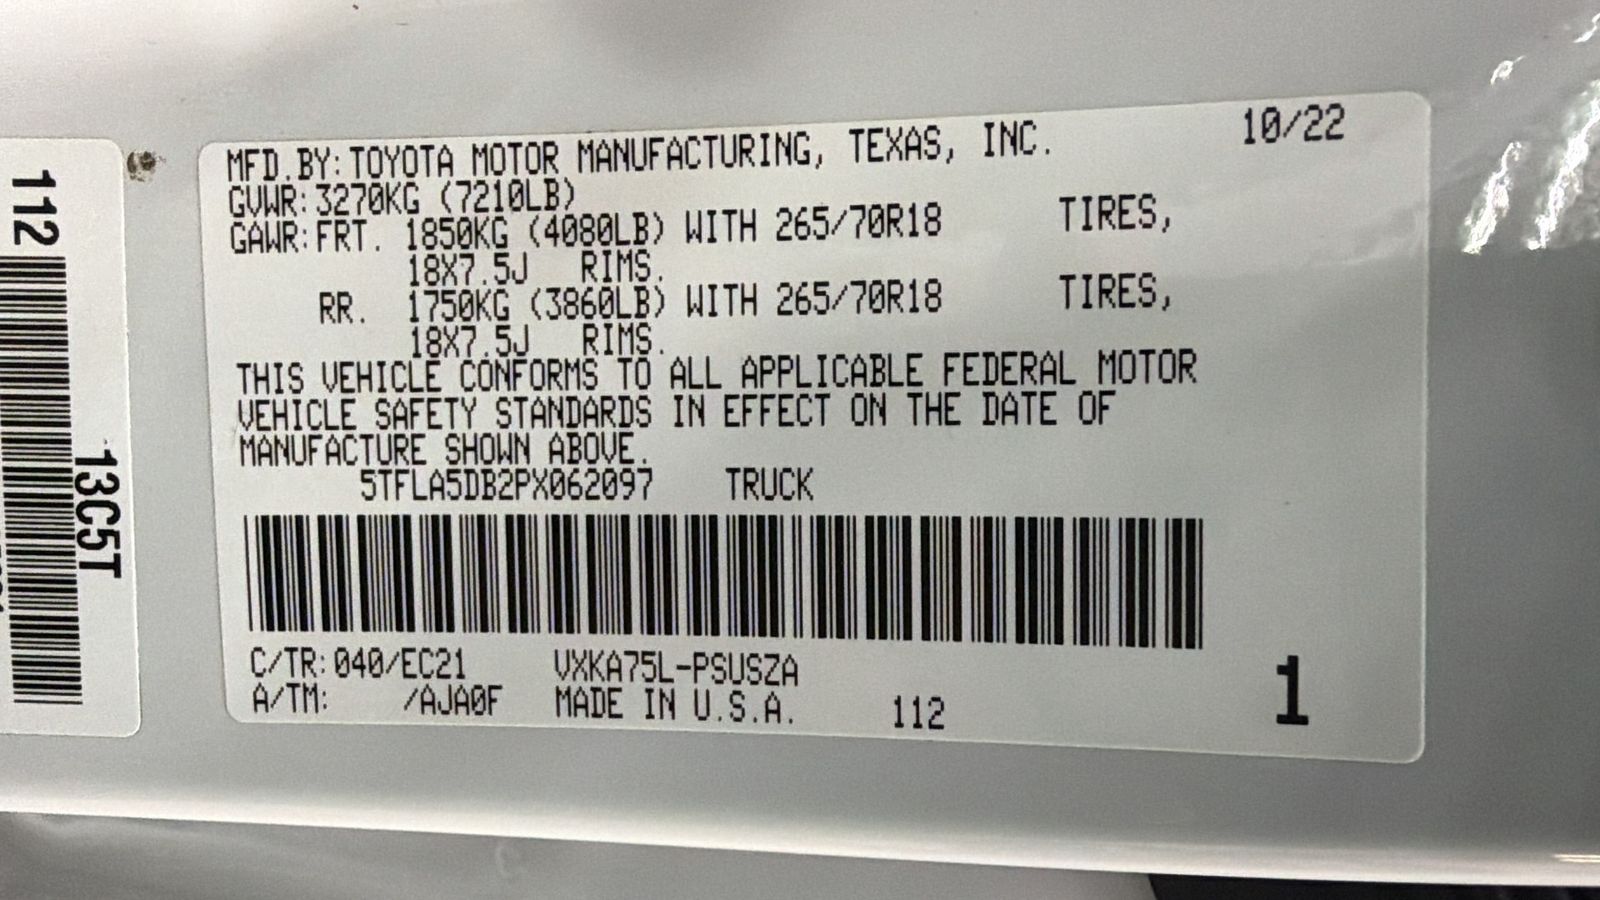 112
13C5T
MFD.BY:TOYOTA MOTOR MANUFACTURING, TEXAS, INC. 10/22
GVWR:3270KG (7210LB)
GAWR:FRT. 1850KG (4080LB) WITH 265/70R18 TIRES,
18X7.5J RIMS.
RR. 1750KG (3860LB) WITH 265/70R18 TIRES,
18X7.5J RIMS.
THIS VEHICLE CONFORMS TO ALL APPLICABLE FEDERAL MOTOR
VEHICLE SAFETY STANDARDS IN EFFECT ON THE DATE OF
MANUFACTURE SHOWN ABOVE.
5TFLA5DB2PX062097 TRUCK
C/TR:040/EC21 VXKA75L-PSUSZA
A/TM: /AJA0F MADE IN U.S.A. 112 1